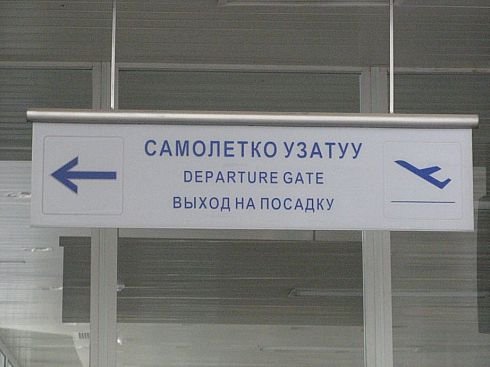 САМОЛЕТКО УЗАТУУ
DEPARTURE GATE
ВЫХОД НА ПОСАДКУ